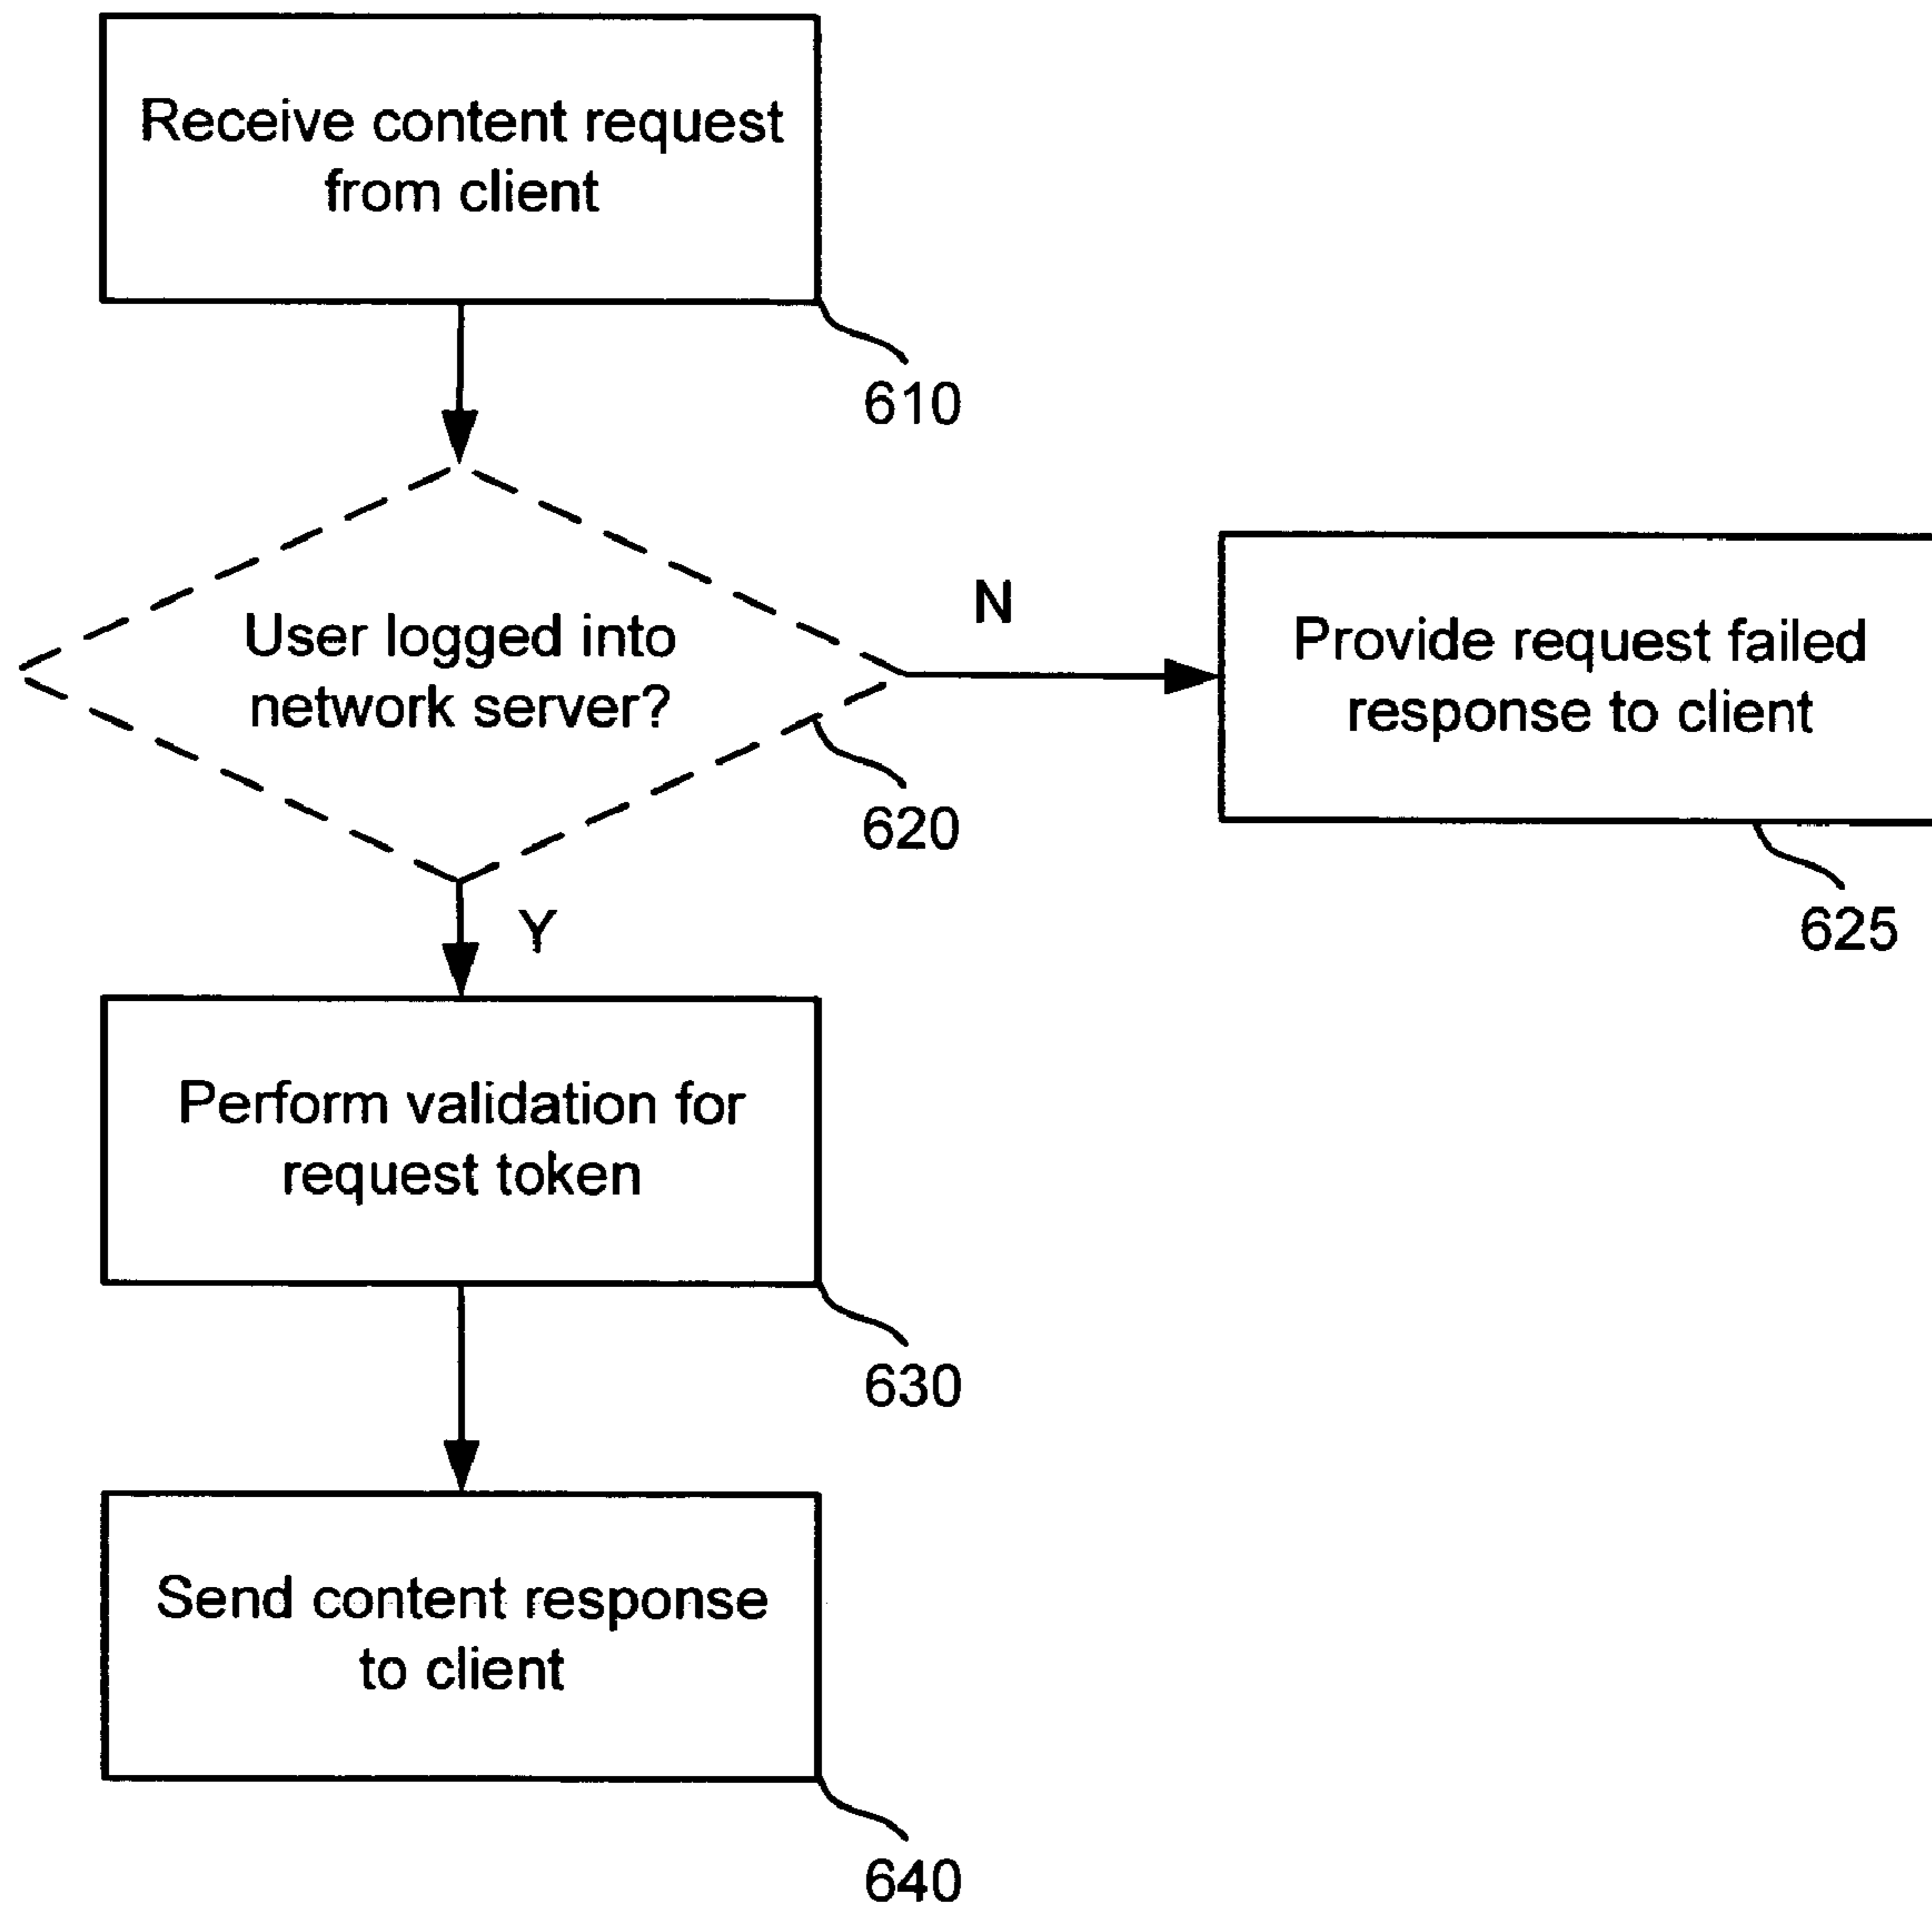 Receive content request
from client
610
User logged into
network server?
N
620
Provide request failed
response to client
625
Y
Perform validation for
request token
630
Send content response
to client
640